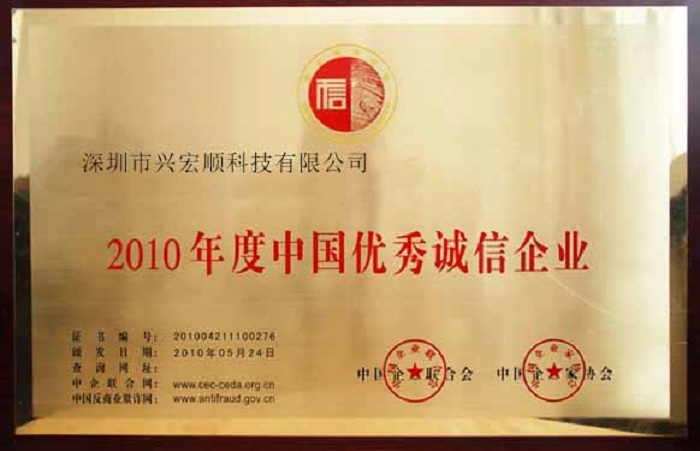 信
深圳市兴宏顺科技有限公司
2010年度中国优秀诚信企业
证书编号: 201004211100276
颁发日期: 2010年05月24日
查询网址:
中企联合网: www.cec-ceda.org.cn
中国反商业欺诈网: www.antifraud.gov.cn
中国企业联合会
中国企业家协会